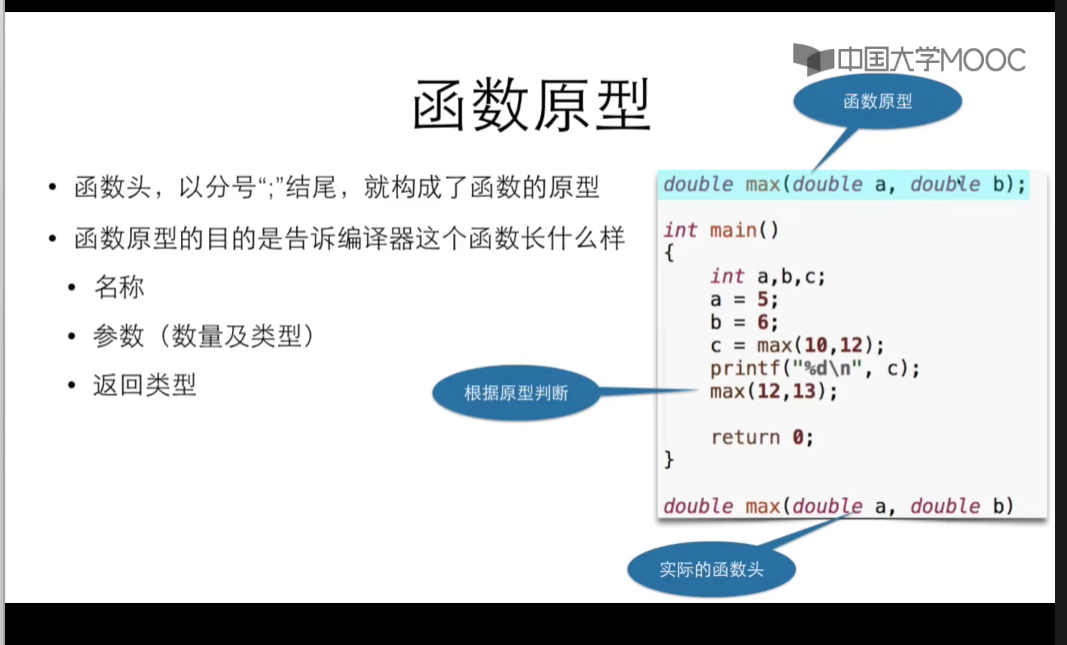 中国大学MOOC
函数原型
函数原型
• 函数头，以分号“;”结尾，就构成了函数的原型
• 函数原型的目的是告诉编译器这个函数长什么样
• 名称
• 参数（数量及类型）
• 返回类型
double max(double a, double b);
int main()
{
    int a,b,c;
    a = 5;
    b = 6;
    c = max(10,12);
    printf("%d\n", c);
    max(12,13);
    return 0;
}
double max(double a, double b)
根据原型判断
实际的函数头